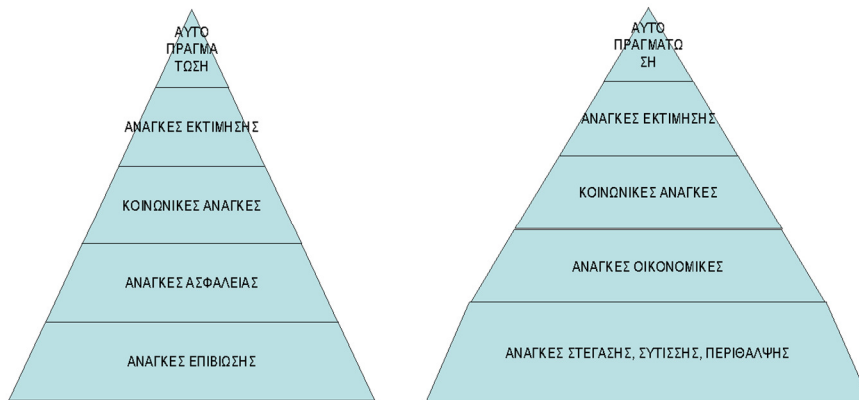 ΑΥΤΟ
ΠΡΑΓΜΑ
ΤΩΣΗ
ΑΝΑΓΚΕΣ ΕΚΤΙΜΗΣΗΣ
ΚΟΙΝΩΝΙΚΕΣ ΑΝΑΓΚΕΣ
ΑΝΑΓΚΕΣ ΑΣΦΑΛΕΙΑΣ
ΑΝΑΓΚΕΣ ΕΠΙΒΙΩΣΗΣ
ΑΥΤΟ
ΠΡΑΓΜΑΤΩ
ΣΗ
ΑΝΑΓΚΕΣ ΕΚΤΙΜΗΣΗΣ
ΚΟΙΝΩΝΙΚΕΣ ΑΝΑΓΚΕΣ
ΑΝΑΓΚΕΣ ΟΙΚΟΝΟΜΙΚΕΣ
ΑΝΑΓΚΕΣ ΣΤΕΓΑΣΗΣ, ΣΥΤΙΣΣΗΣ, ΠΕΡΙΘΑΛΨΗΣ